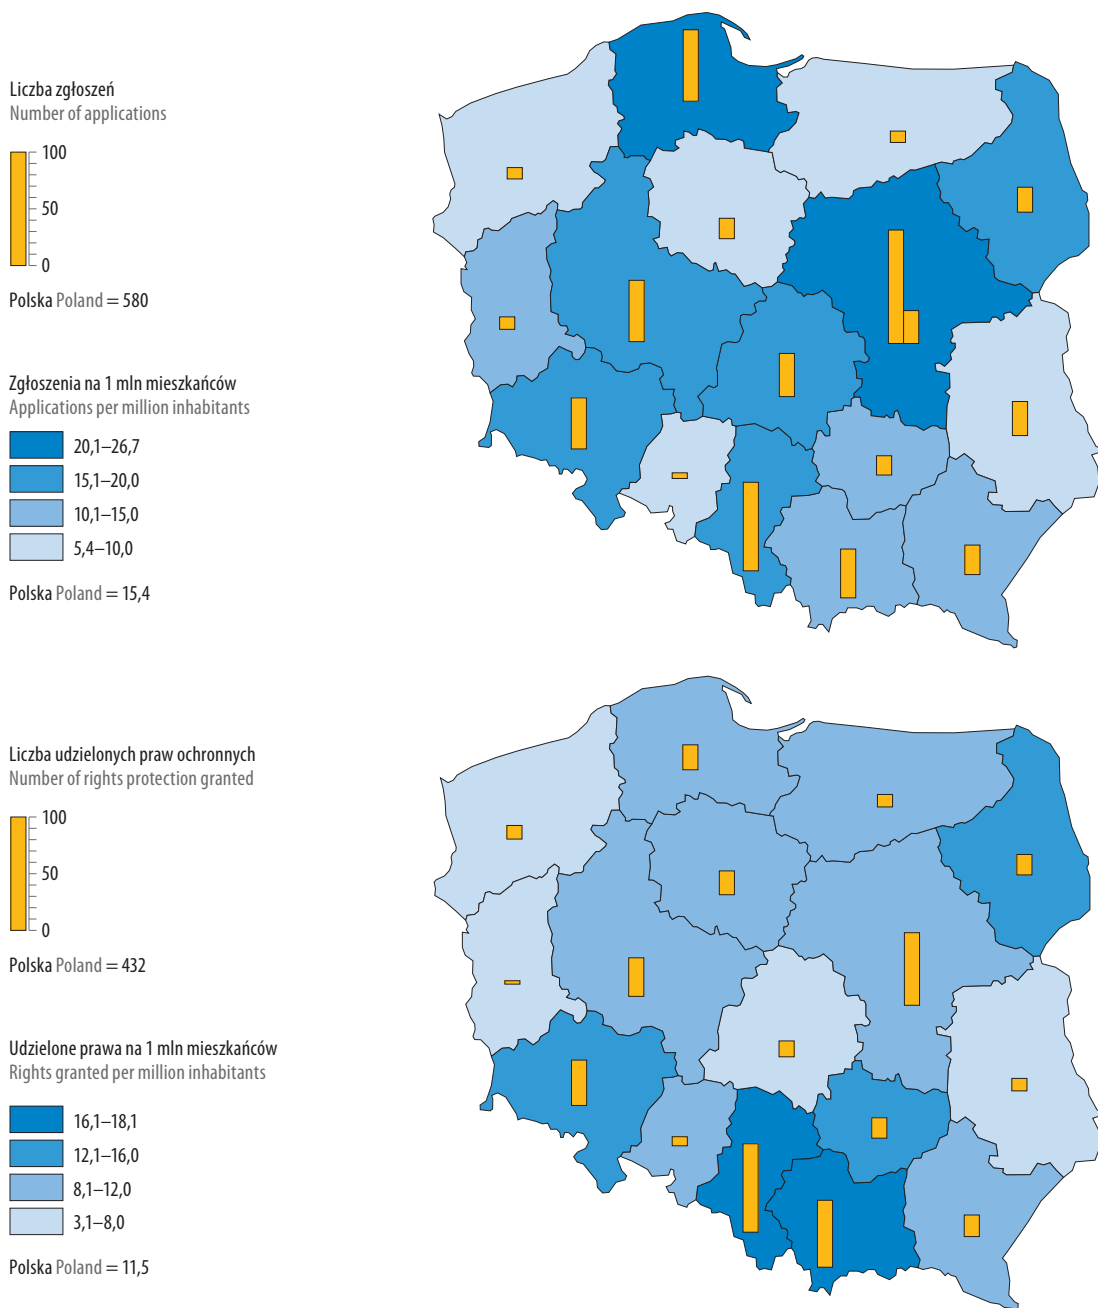 Liczba zgłoszeń
Number of applications
100
50
0
Polska Poland = 580
Zgłoszenia na 1 mln mieszkańców
Applications per million inhabitants
20,1–26,7
15,1–20,0
10,1–15,0
5,4–10,0
Polska Poland = 15,4
Liczba udzielonych praw ochronnych
Number of rights protection granted
100
50
0
Polska Poland = 432
Udzielone prawa na 1 mln mieszkańców
Rights granted per million inhabitants
16,1–18,1
12,1–16,0
8,1–12,0
3,1–8,0
Polska Poland = 11,5